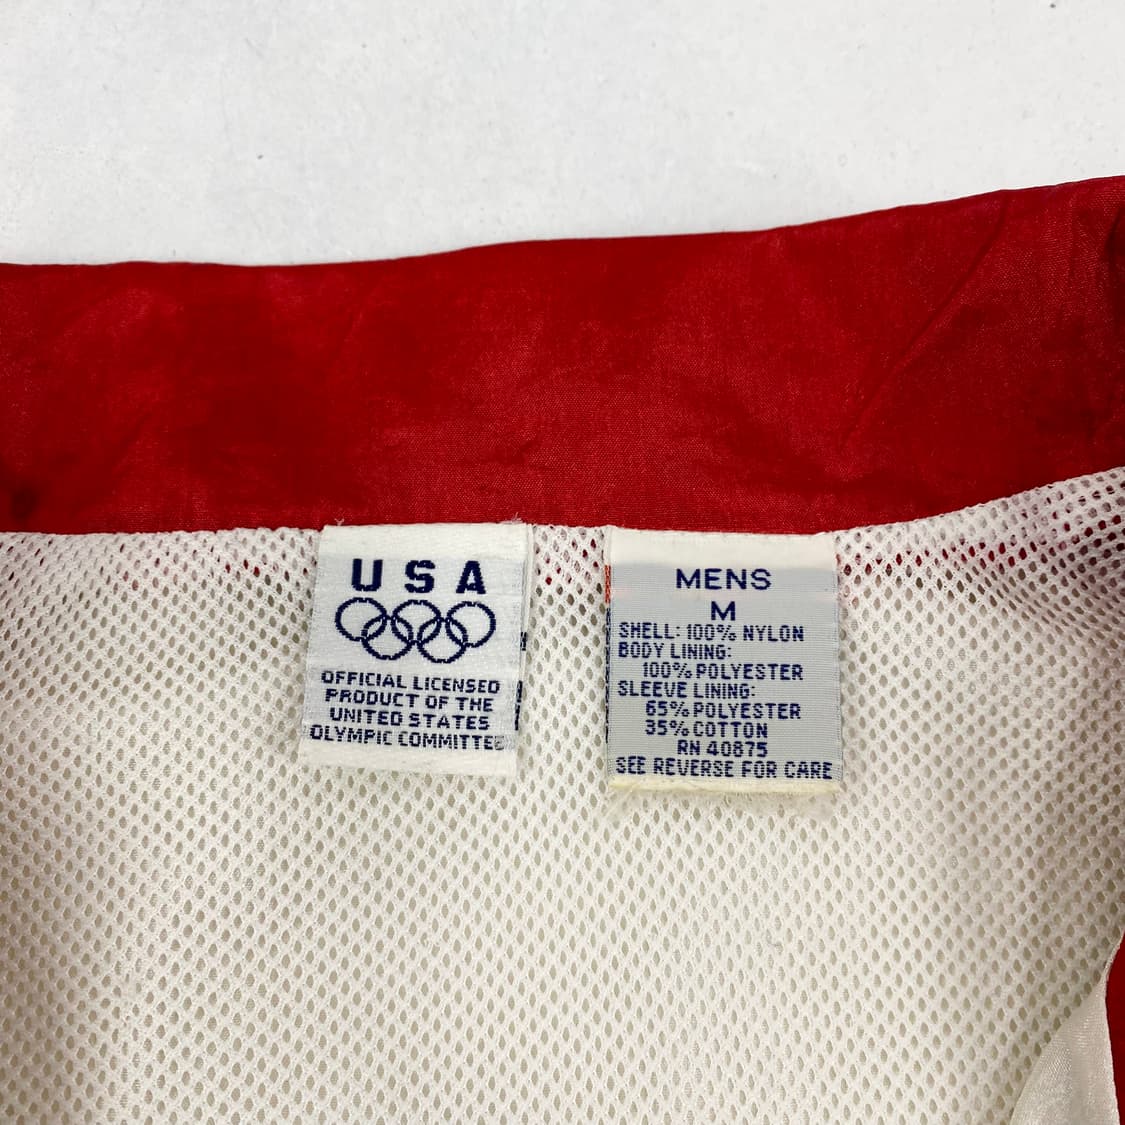 USA
OFFICIAL LICENSED
PRODUCT OF THE
UNITED STATES
OLYMPIC COMMITTEE
MENS
M
SHELL: 100% NYLON
BODY LINING:
100% POLYESTER
SLEEVE LINING:
65% POLYESTER
35% COTTON
RN 40875
SEE REVERSE FOR CARE